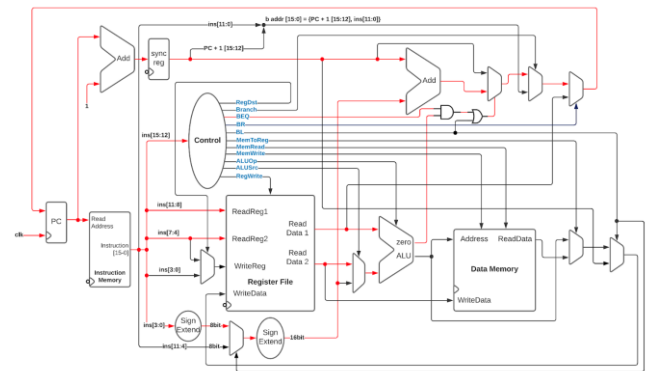 ins[11:0]
b addr [15:0] = {PC + 1 [15:12], ins[11:0]}
Add
sync
reg
PC + 1 [15:12]
Add
1
RegDst
Branch
BEQ
BR
BL
MemToReg
MemRead
MemWrite
ALUOp
ALUSrc
RegWrite
Control
ins[15:12]
PC
clk
Read
Address
Instruction
[15-0]
Instruction
Memory
ins[11:8]
ReadReg1
Read
Data 1
ins[7:4]
ReadReg2
Read
Data 2
WriteReg
ins[3:0]
Register File
WriteData
zero
ALU
Address
ReadData
Data Memory
WriteData
ins[3:0]
Sign
Extend
8bit
ins[11:4]
8bit
Sign
Extend
16bit